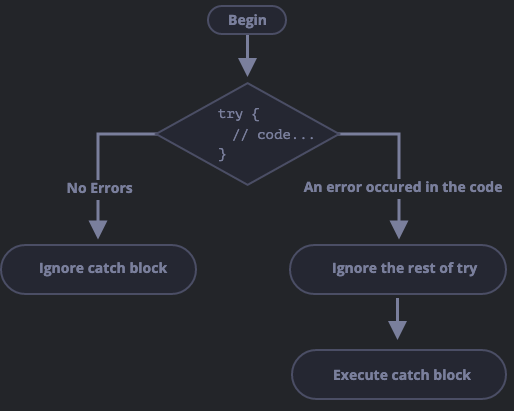 Begin
try {
// code...
}
No Errors
An error occured in the code
Ignore catch block
Ignore the rest of try
Execute catch block